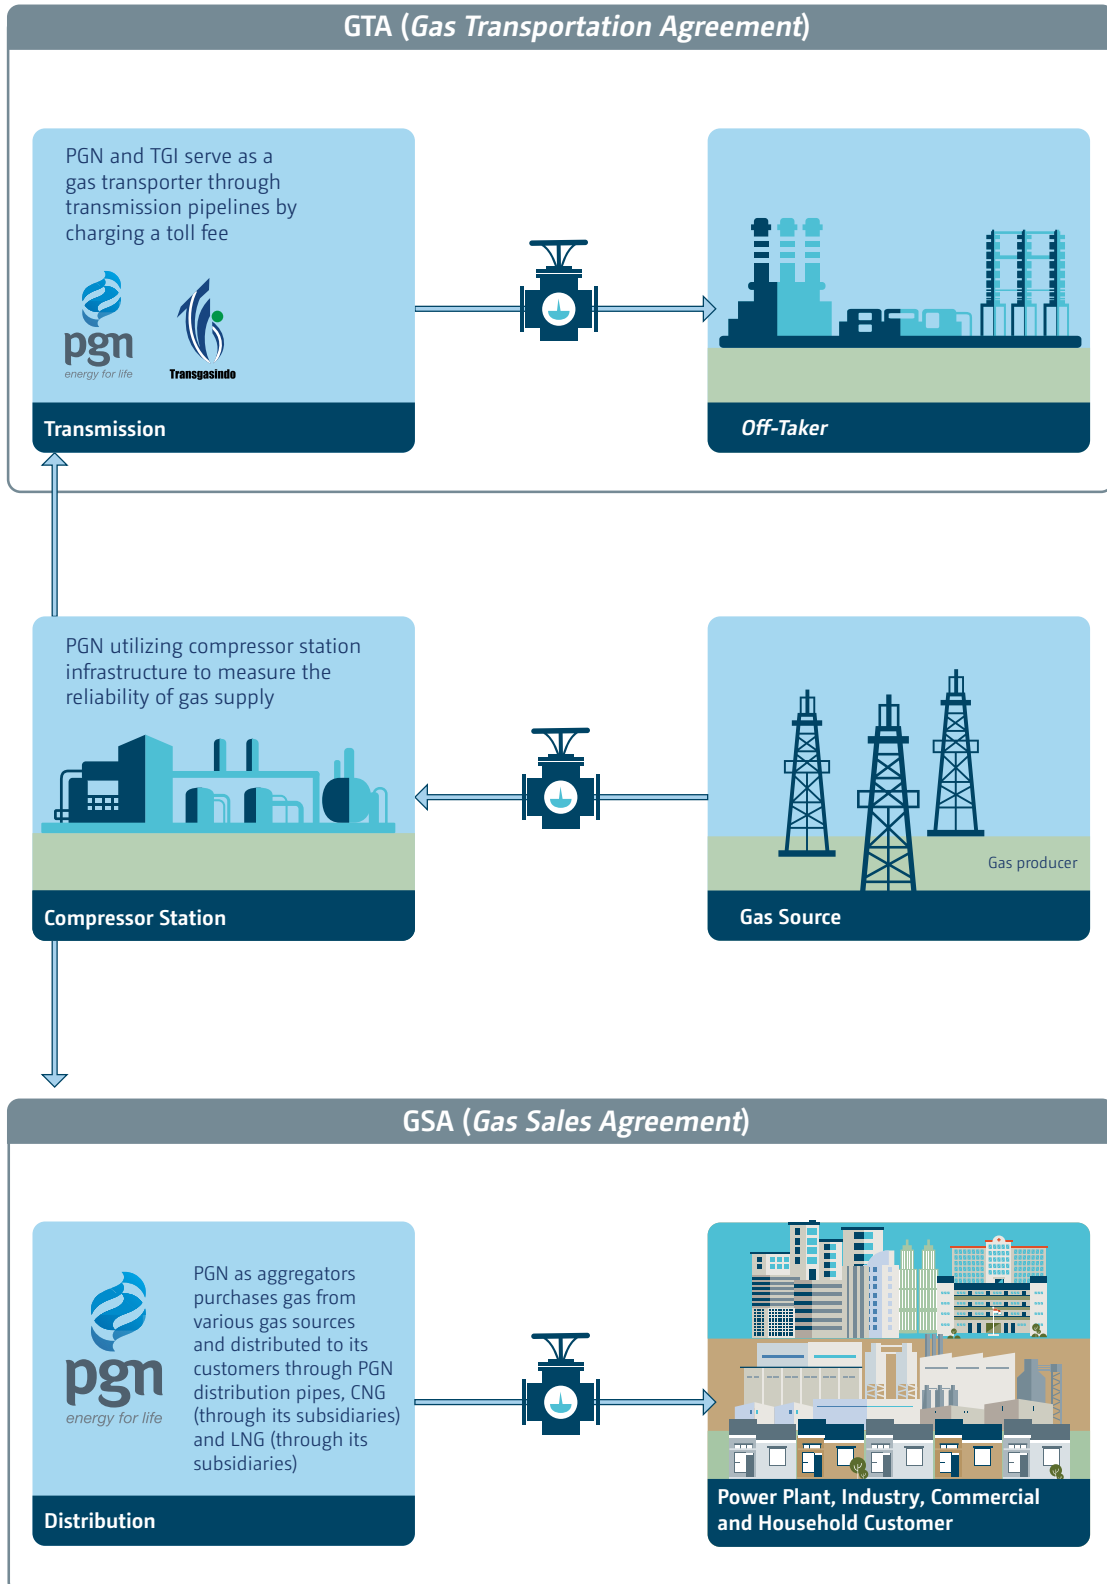 GTA (Gas Transportation Agreement)
PGN and TGI serve as a
gas transporter through
transmission pipelines by
charging a toll fee
pgn
energy for life
Transgasindo
Transmission
Off-Taker
PGN utilizing compressor station
infrastructure to measure the
reliability of gas supply
Compressor Station
Gas producer
Gas Source
GSA (Gas Sales Agreement)
pgn
energy for life
PGN as aggregators
purchases gas from
various gas sources
and distributed to its
customers through PGN
distribution pipes, CNG
(through its subsidiaries)
and LNG (through its
subsidiaries)
Distribution
Power Plant, Industry, Commercial
and Household Customer